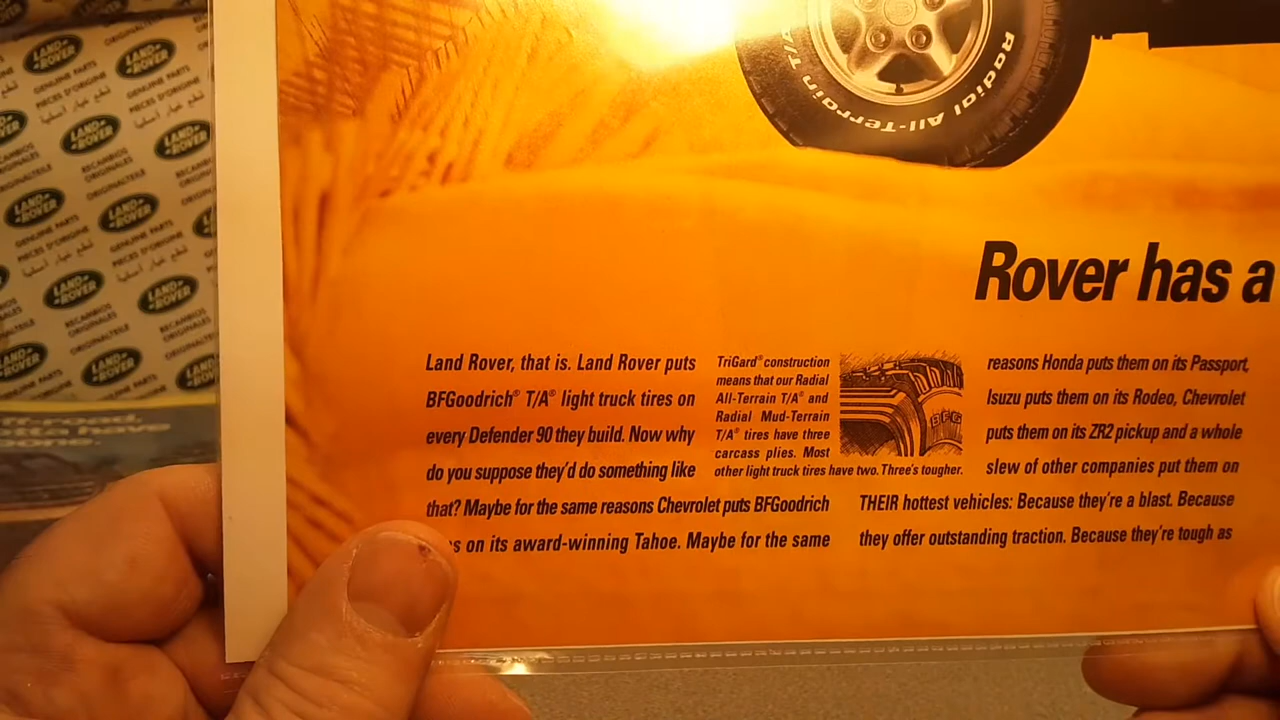 LAND ROVER
GENUINE PARTS
PIECES D'ORIGINE
RECAMBIOS
ORIGINALES
ORIGINALTEILE
Radial All-Terrain T/A
Rover has a
Land Rover, that is. Land Rover puts
BFGoodrich® T/A® light truck tires on
every Defender 90 they build. Now why
do you suppose they'd do something like
that? Maybe for the same reasons Chevrolet puts BFGoodrich
on its award-winning Tahoe. Maybe for the same
TriGard® construction
means that our Radial
All-Terrain T/A® and
Radial Mud-Terrain
T/A® tires have three
carcass plies. Most
other light truck tires have two. Three's tougher.
BFG
reasons Honda puts them on its Passport,
Isuzu puts them on its Rodeo, Chevrolet
puts them on its ZR2 pickup and a whole
slew of other companies put them on
THEIR hottest vehicles: Because they're a blast. Because
they offer outstanding traction. Because they're tough as